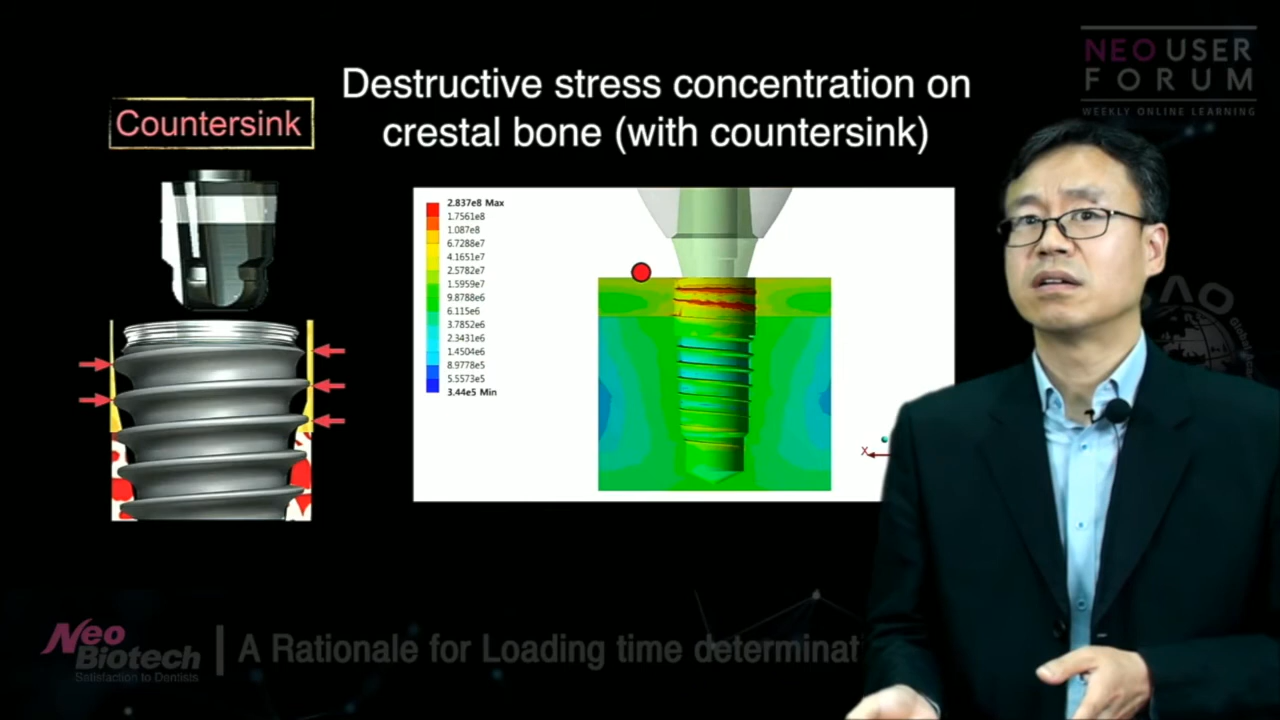 Destructive stress concentration on
crestal bone (with countersink)
Countersink
NEO USER
FORUM
WEEKLY ONLINE LEARNING
2.837e8 Max
1.7561e8
1.087e8
6.7288e7
4.1651e7
2.5782e7
1.5959e7
9.8788e6
6.115e6
3.7852e6
2.3431e6
1.4504e6
8.9778e5
5.5573e5
3.44e5 Min
X
Neo
Biotech
Satisfaction to Dentists
A Rationale for Loading time determinat